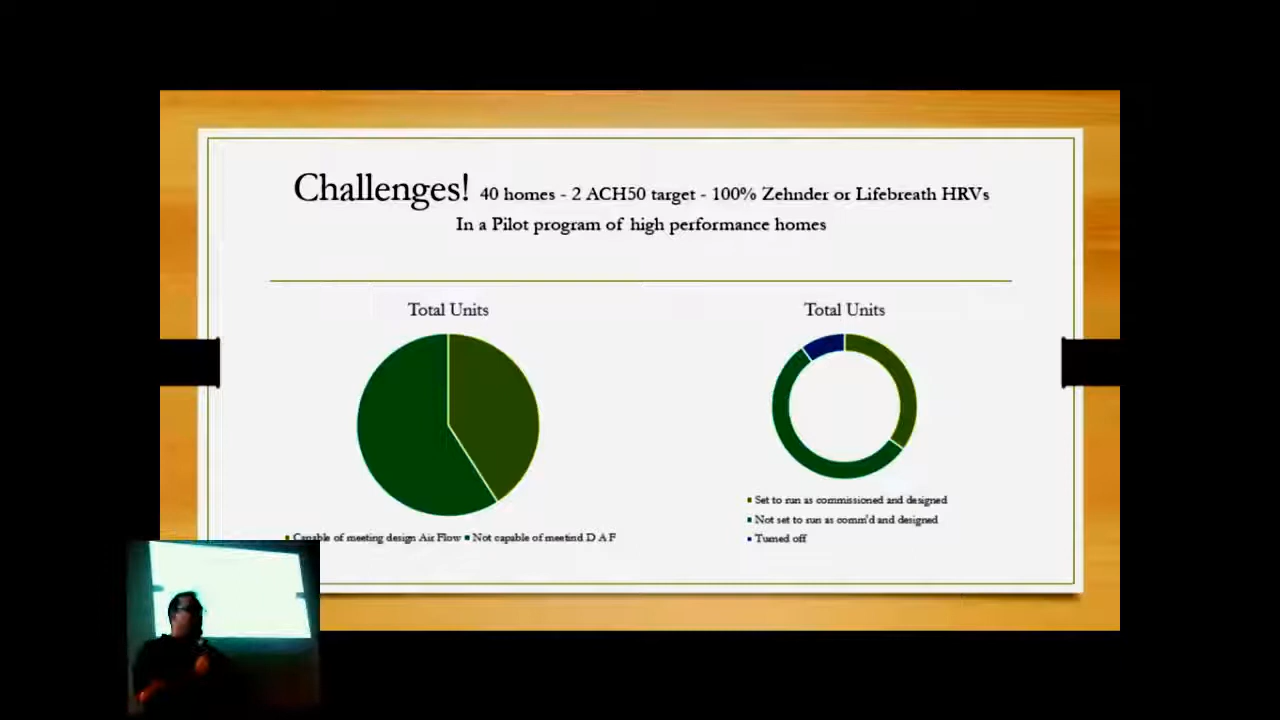 Challenges! 40 homes - 2 ACH50 target - 100% Zehnder or Lifebreath HRVs
In a Pilot program of high performance homes
Total Units
Capable of meeting design Air Flow Not capable of meetind D A F
Total Units
Set to run as commissioned and designed
Not set to run as comm'd and designed
Turned off